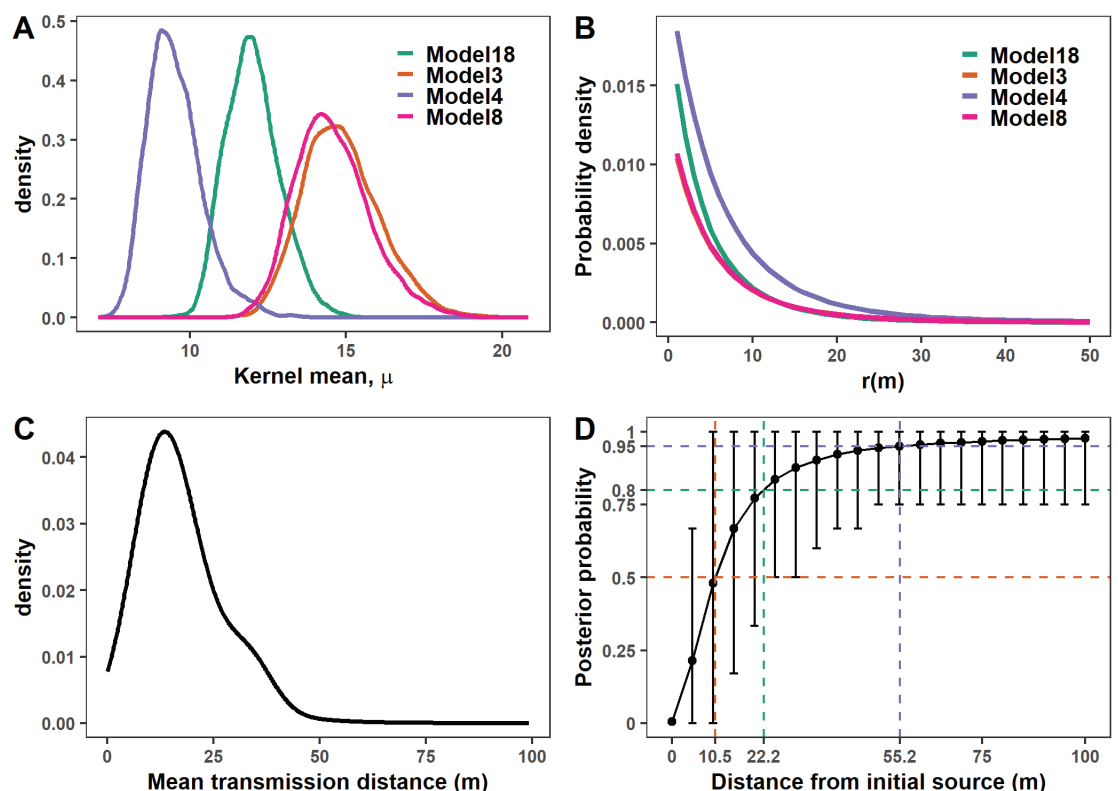 A
0.5
0.4
0.3
0.2
0.1
0.0
density
10
15
20
Kernel mean, μ
Model18
Model3
Model4
Model8
B
0.015
0.010
0.005
0.000
Probability density
0
10
20
30
40
50
r(m)
Model18
Model3
Model4
Model8
C
0.04
0.03
0.02
0.01
0.00
density
0
25
50
75
100
Mean transmission distance (m)
D
1
0.95
0.8
0.75
0.5
0.25
0
Posterior probability
0
10.5
22.2
55.2
75
100
Distance from initial source (m)